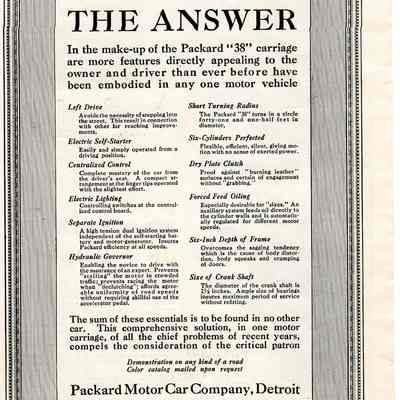 THE ANSWER
In the make-up of the Packard "38" carriage
are more features directly appealing to the
owner and driver than ever before have
been embodied in any one motor vehicle
Left Drive
Avoids the necessity of stepping into
the street. This result in connection
with other far reaching improve-
ments.
Electric Self-Starter
Easily and simply operated from a
driving position.
Centralized Control
Complete mastery of the car from
the driver's seat. A compact ar-
rangement at the finger tips operated
with the slightest effort.
Electric Lighting
Controlling switches at the central-
ized control board.
Separate Ignition
A high tension dual ignition system
independent of the self-starting bat-
tery and motor-generator. Insures
Packard efficiency at all speeds.
Hydraulic Governor
Enabling the novice to drive with
the assurance of an expert. Prevents
"stalling" the motor in crowded
traffic; prevents racing the motor
when "declutching"; affords agree-
able uniformity of road speeds
without requiring skilful use of the
accelerator pedal.
Short Turning Radius
The Packard "38" turns in a circle
forty-one and one-half feet in
diameter.
Six-Cylinders Perfected
Flexible, efficient, silent, giving motion
with no sense of exerted power.
Dry Plate Clutch
Proof against "burning leather"
surfaces and certain of engagement
without "grabbing."
Forced Feed Oiling
Especially desirable for "sixes." An
auxiliary system feeds oil directly to
the cylinder walls and is automatic-
ally regulated for different motor
speeds.
Six-Inch Depth of Frame
Overcomes the sagging tendency
which is the cause of body distor-
tion, body squeaks and cramping
of doors.
Size of Crank Shaft
The diameter of the crank shaft is
2⅛ inches. Ample size of bearings
insures maximum period of service
without refitting.
The sum of these essentials is to be found in no other
car. This comprehensive solution, in one motor
carriage, of all the chief problems of recent years,
compels the consideration of the critical patron
Demonstration on any kind of a road
Color catalog mailed upon request
Packard Motor Car Company, Detroit